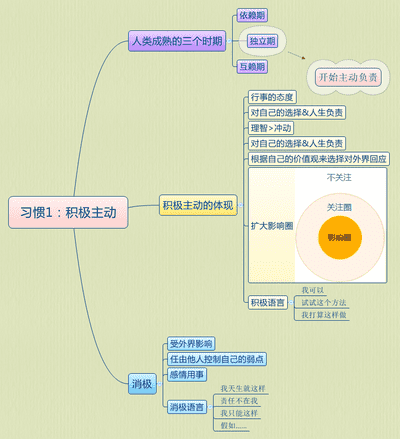 习惯1：积极主动
人类成熟的三个时期
依赖期
独立期
互赖期
开始主动负责
积极主动的体现
行事的态度
对自己的选择&人生负责
理智>冲动
对自己的选择&人生负责
根据自己的价值观来选择对外界回应
扩大影响圈
不关注
关注圈
影响圈
积极语言
我可以
试试这个方法
我打算这样做
消极
受外界影响
任由他人控制自己的弱点
感情用事
消极语言
我天生就这样
责任不在我
我只能这样
假如......